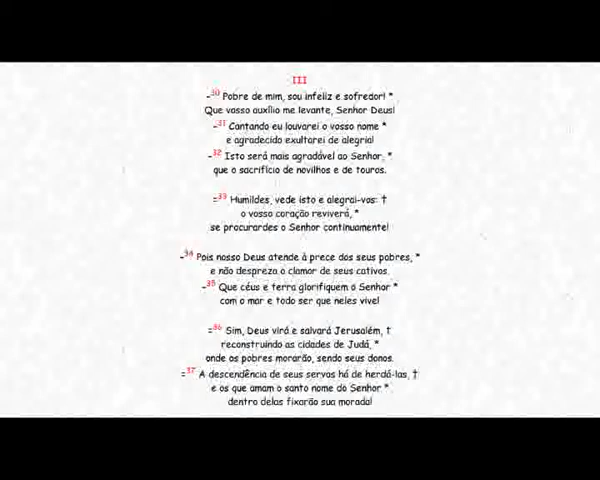 III
-30 Pobre de mim, sou infeliz e sofredor! *
Que vosso auxílio me levante, Senhor Deus!
-31 Cantando eu louvarei o vosso nome *
e agradecido exultarei de alegria!
-32 Isto será mais agradável ao Senhor, *
que o sacrifício de novilhos e de touros.
=33 Humildes, vede isto e alegrai-vos: †
o vosso coração reviverá, *
se procurardes o Senhor continuamente!
-34 Pois nosso Deus atende à prece dos seus pobres, *
e não despreza o clamor de seus cativos.
-35 Que céus e terra glorifiquem o Senhor *
com o mar e todo ser que neles vive!
=36 Sim, Deus virá e salvará Jerusalém, †
reconstruindo as cidades de Judá, *
onde os pobres morarão, sendo seus donos.
=37 A descendência de seus servos há de herdá-las, †
e os que amam o santo nome do Senhor *
dentro delas fixarão sua morada!